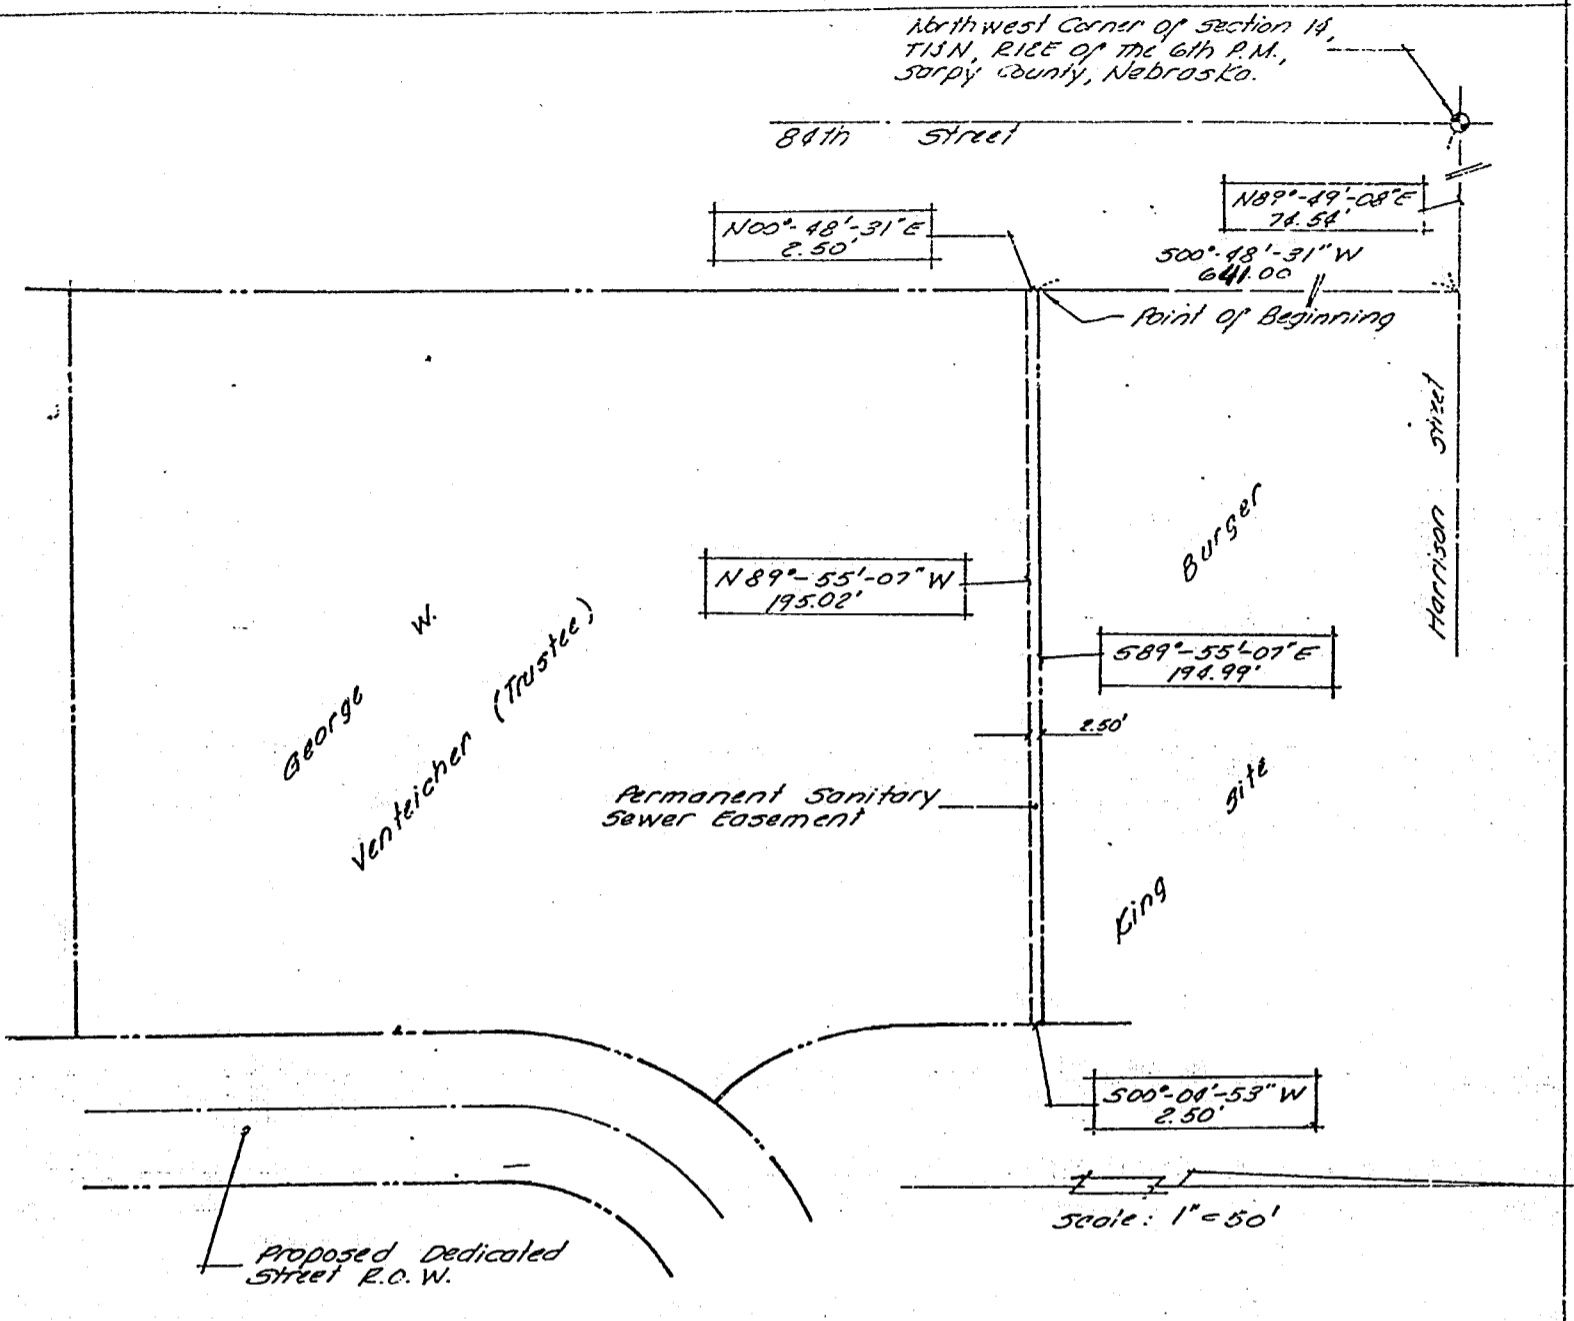 Northwest Corner Of Section 14,
T14N, R12E Of The 6th P.M.,
Sarpy County, Nebraska.
84th Street
N89°-49'-08"E
74.54'
N00°-48'-31"E
2.50'
S00°-48'-31"W
641.00
Point Of Beginning
Harrison Street
Burger
King
Site
N89°-55'-07"W
195.02'
S89°-55'-07"E
194.99'
2.50'
George W.
Venteicher (Trustee)
Permanent Sanitary
Sewer Easement
S00°-04'-53"W
2.50'
Scale: 1"=50'
Proposed Dedicated
Street R.O.W.